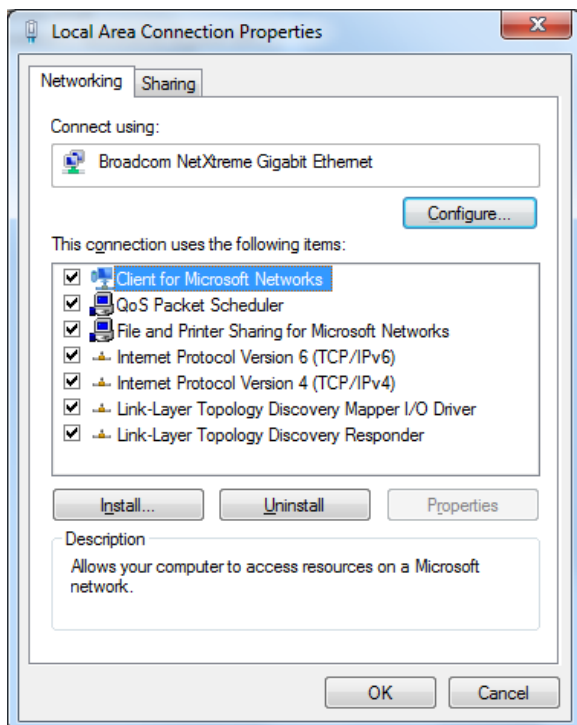 Local Area Connection Properties
Networking
Sharing
Connect using:
Broadcom NetXtreme Gigabit Ethernet
Configure...
This connection uses the following items:
Client for Microsoft Networks
QoS Packet Scheduler
File and Printer Sharing for Microsoft Networks
Internet Protocol Version 6 (TCP/IPv6)
Internet Protocol Version 4 (TCP/IPv4)
Link-Layer Topology Discovery Mapper I/O Driver
Link-Layer Topology Discovery Responder
Install...
Uninstall
Properties
Description
Allows your computer to access resources on a Microsoft
network.
OK
Cancel